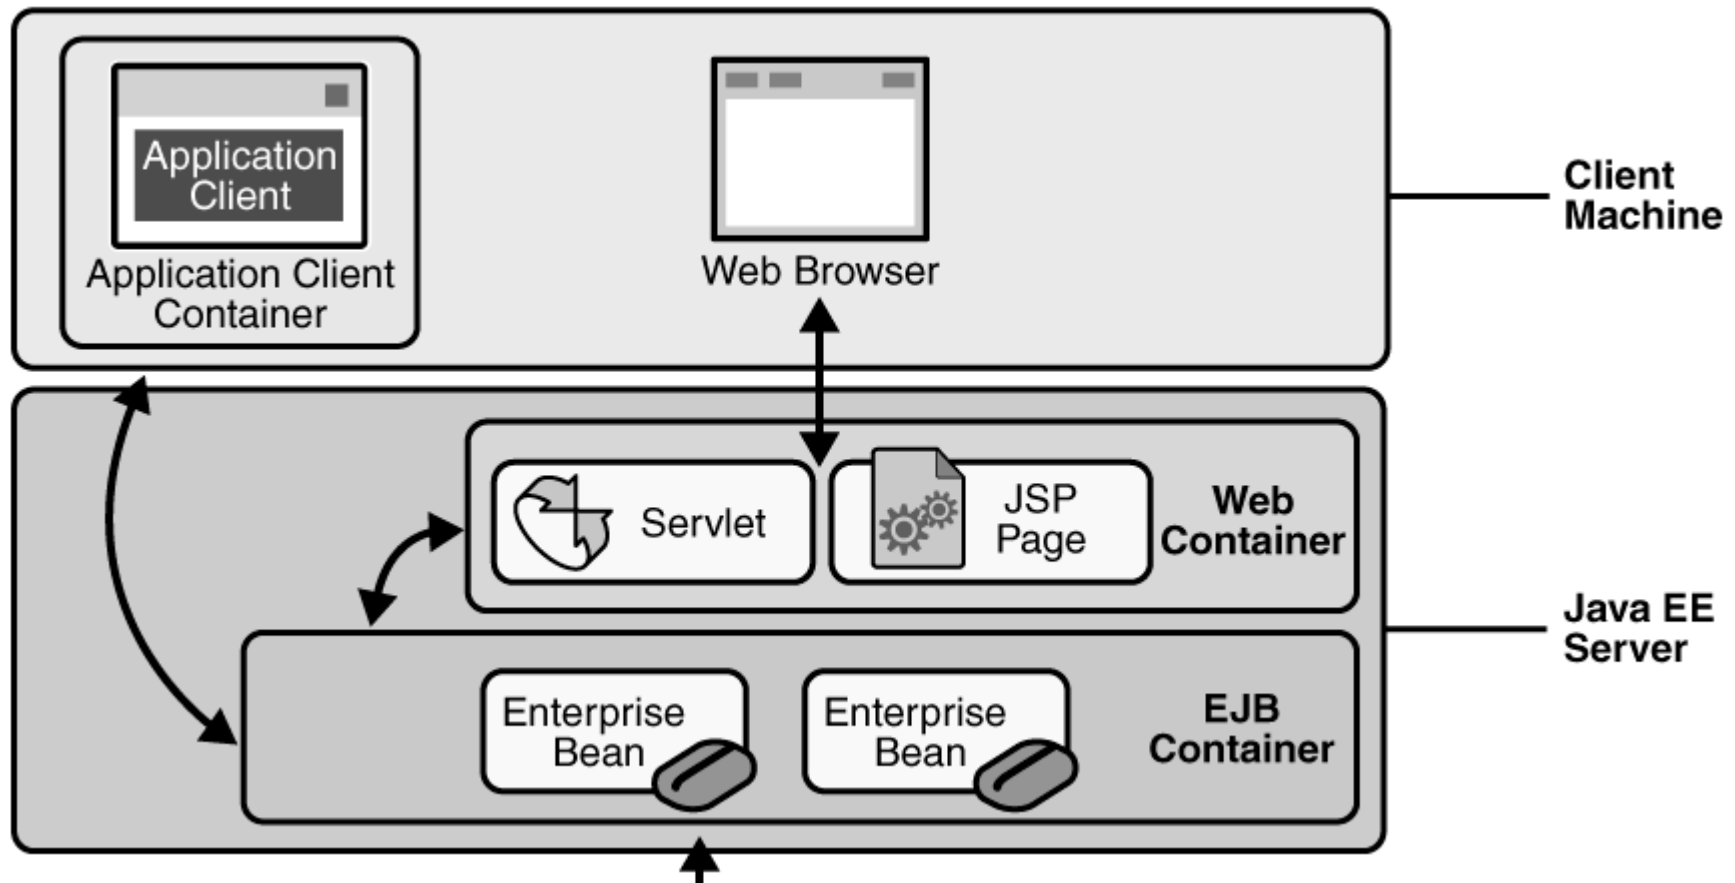 Application
Client
Application Client
Container
Web Browser
Client
Machine
Servlet
JSP
Page
Web
Container
Java EE
Server
Enterprise
Bean
Enterprise
Bean
EJB
Container